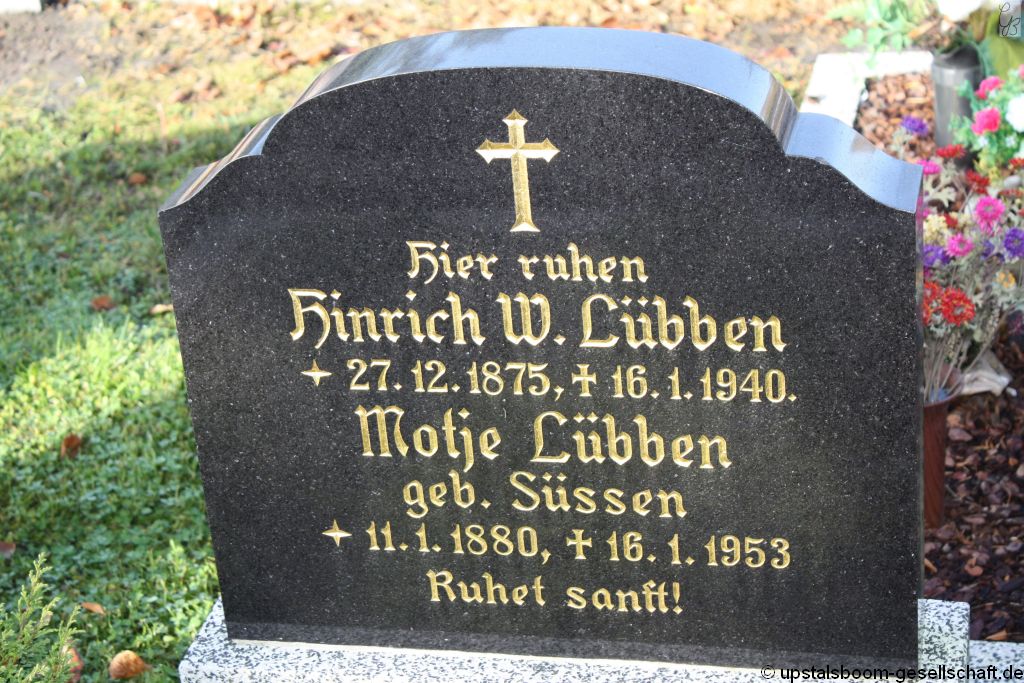 Hier ruhen
Hinrich W. Lübben
✦ 27. 12. 1875, ✝ 16. 1. 1940.
Motje Lübben
geb. Süssen
✦ 11. 1. 1880, ✝ 16. 1. 1953
Ruhet sanft!
© upstalsboom-gesellschaft.de